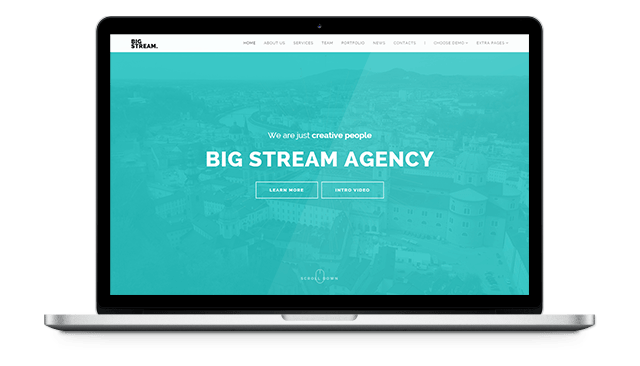 BIG
STREAM.
HOME ABOUT US SERVICES TEAM PORTFOLIO NEWS CONTACTS | CHOOSE DEMO EXTRA PAGES
We are just creative people
BIG STREAM AGENCY
LEARN MORE INTRO VIDEO
SCROLL DOWN